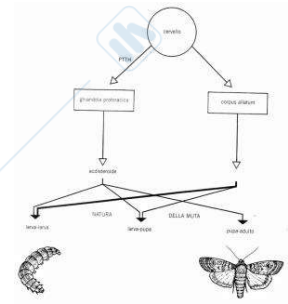 cervello
PTTH
ghiandola protoracica
corpus allatum
ecdisteroide
NATURA DELLA MUTA
larva-larva
larva-pupa
pupa-adulto